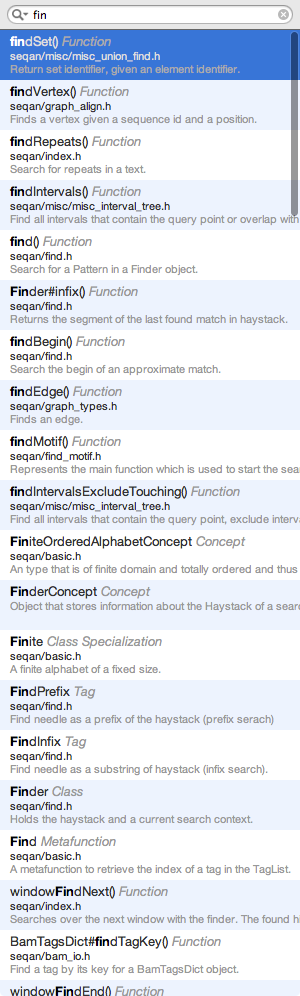 fin
findSet() Function
seqan/misc/misc_union_find.h
Return set identifier, given an element identifier.
findVertex() Function
seqan/graph_align.h
Finds a vertex given a sequence id and a position.
findRepeats() Function
seqan/index.h
Search for repeats in a text.
findIntervals() Function
seqan/misc/misc_interval_tree.h
Find all intervals that contain the query point or overlap with
find() Function
seqan/find.h
Search for a Pattern in a Finder object.
Finder#infix() Function
seqan/find.h
Returns the segment of the last found match in haystack.
findBegin() Function
seqan/find.h
Search the begin of an approximate match.
findEdge() Function
seqan/graph_types.h
Finds an edge.
findMotif() Function
seqan/find_motif.h
Represents the main function which is used to start the sea
findIntervalsExcludeTouching() Function
seqan/misc/misc_interval_tree.h
Find all intervals that contain the query point, exclude interv
FiniteOrderedAlphabetConcept Concept
seqan/basic.h
An type that is of finite domain and totally ordered and thus
FinderConcept Concept
Object that stores information about the Haystack of a sear
Finite Class Specialization
seqan/basic.h
A finite alphabet of a fixed size.
FindPrefix Tag
seqan/find.h
Find needle as a prefix of the haystack (prefix serach)
FindInfix Tag
seqan/find.h
Find needle as a substring of haystack (infix search).
Finder Class
seqan/find.h
Holds the haystack and a current search context.
Find Metafunction
seqan/basic.h
A metafunction to retrieve the index of a tag in the TagList.
windowFindNext() Function
seqan/index.h
Searches over the next window with the finder. The found hi
BamTagsDict#findTagKey() Function
seqan/bam_io.h
Find a tag by its key for a BamTagsDict object.
windowFindEnd() Function